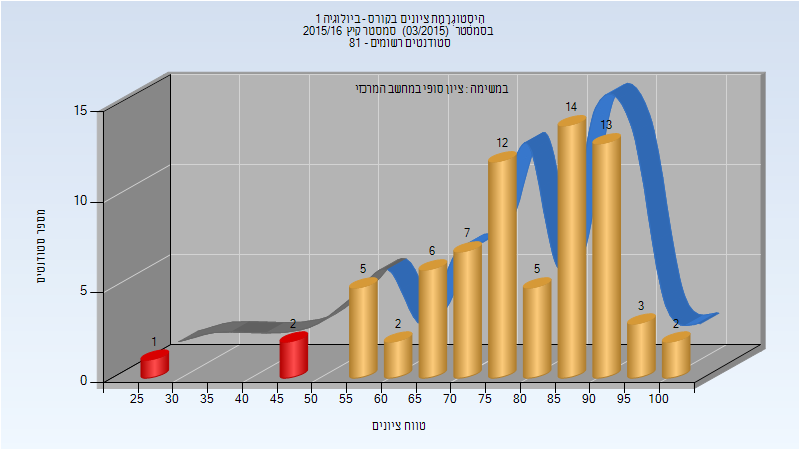 היסטוגרמת ציונים בקורס - ביולוגיה 1
בסמסטר (03/2015) סמסטר קיץ 2015/16
סטודנטים רשומים - 81
במשימה : ציון סופי במחשב המרכזי
מספר סטודנטים
15
10
5
0
1
2
5
2
6
7
12
5
14
13
3
2
25 30 35 40 45 50 55 60 65 70 75 80 85 90 95 100
טווח ציונים